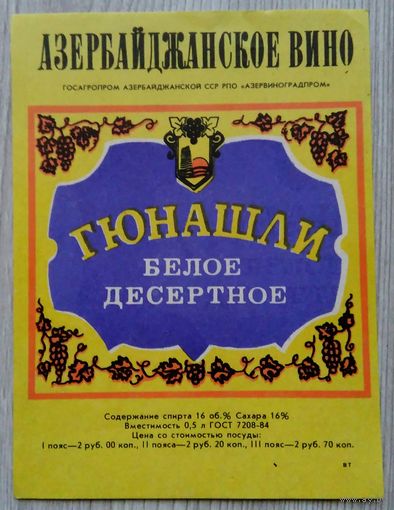 АЗЕРБАЙДЖАНСКОЕ ВИНО
ГОСАГРОПРОМ АЗЕРБАЙДЖАНСКОЙ ССР РПО «АЗЕРВИНОГРАДПРОМ»
ГЮНАШЛИ
БЕЛОЕ
ДЕСЕРТНОЕ
Содержание спирта 16 об.% Сахара 16%
Вместимость 0,5 л ГОСТ 7208-84
Цена со стоимостью посуды:
I пояс—2 руб. 00 коп., II пояса—2 руб. 20 коп., III пояс—2 руб. 70 коп.
ВТ